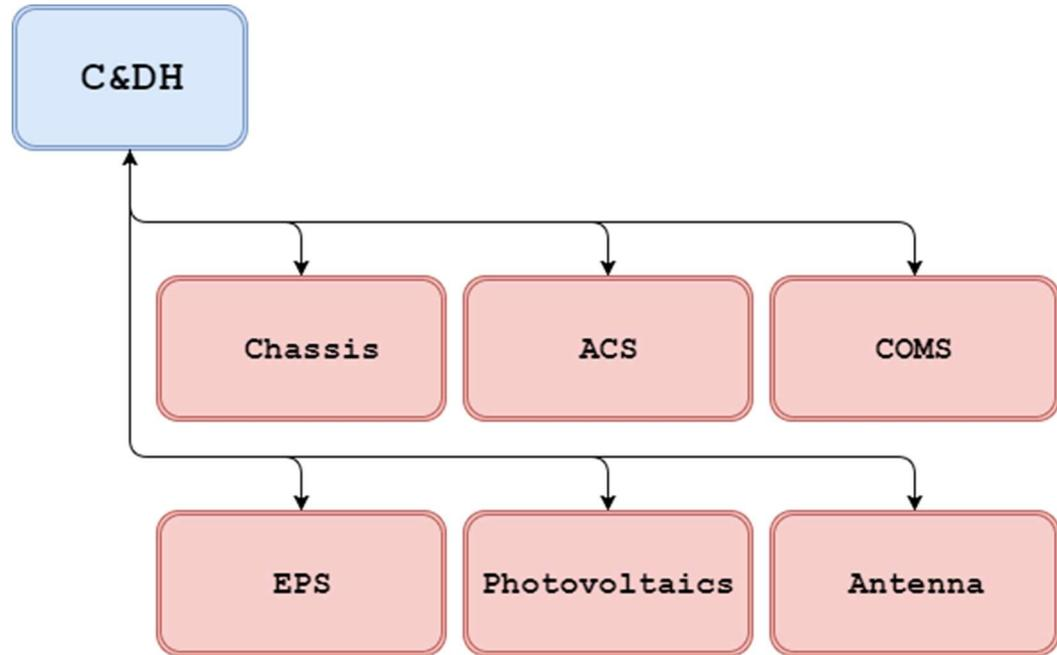 C&DH
Chassis
ACS
COMS
EPS
Photovoltaics
Antenna